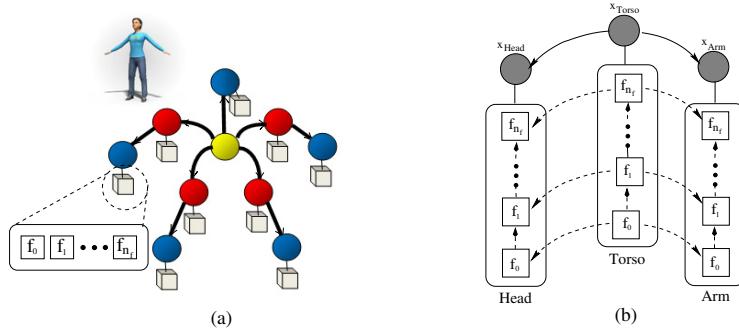 x_Torso
x_Head
x_Arm
f_{n_f}
f_{n_f}
f_{n_f}
f_1
f_1
f_1
f_0
f_0
f_0
f_0 f_1 ••• f_{n_f}
Torso
Head
Arm
(a)
(b)